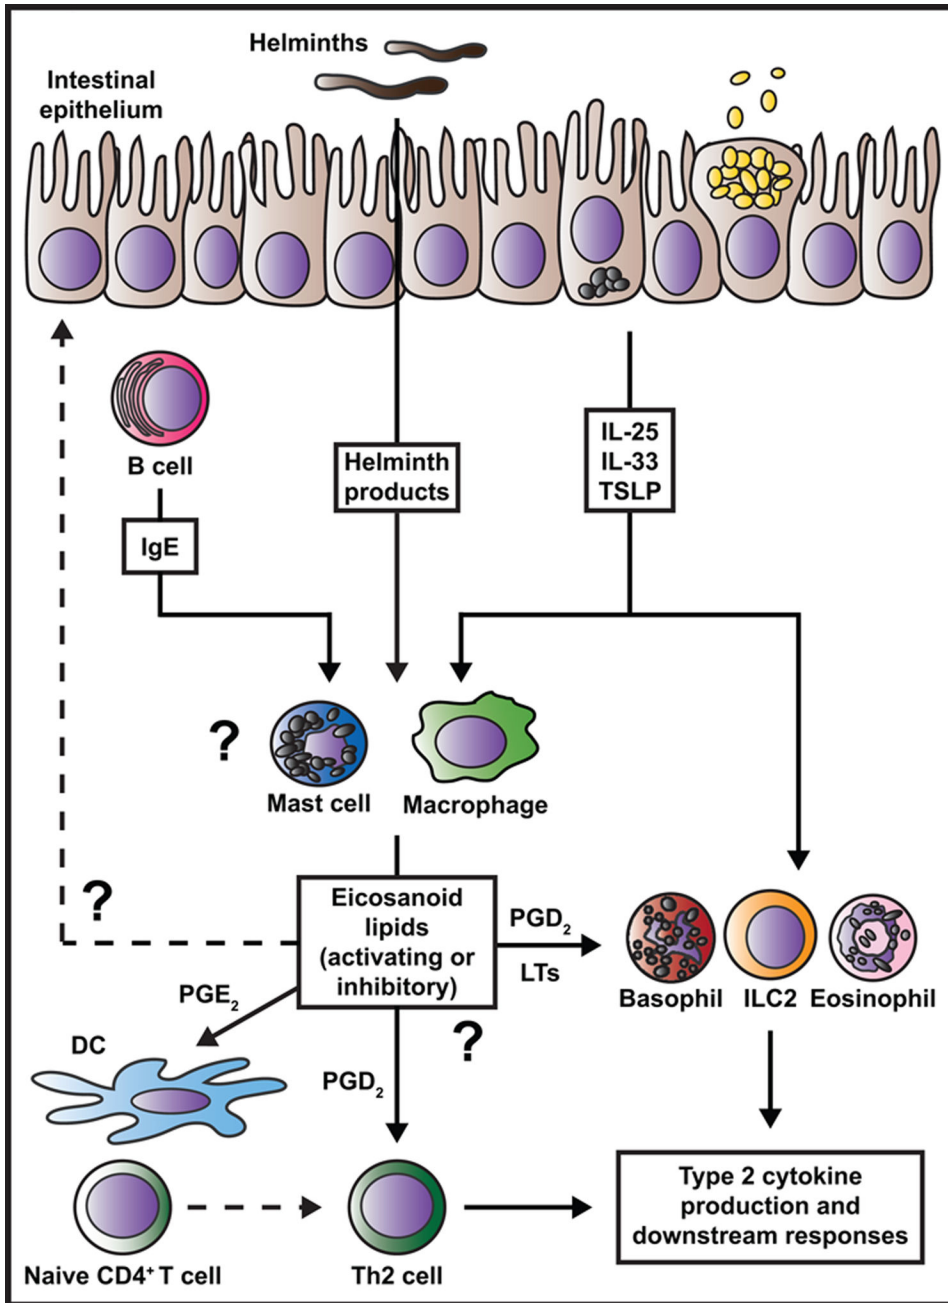 Helminths
Intestinal
epithelium
B cell
IgE
Helminth
products
IL-25
IL-33
TSLP
?
Mast cell
Macrophage
?
Eicosanoid
lipids
(activating or
inhibitory)
PGD₂
LTs
Basophil
ILC2
Eosinophil
PGE₂
?
DC
PGD₂
Type 2 cytokine
production and
downstream responses
Naive CD4⁺ T cell
Th2 cell